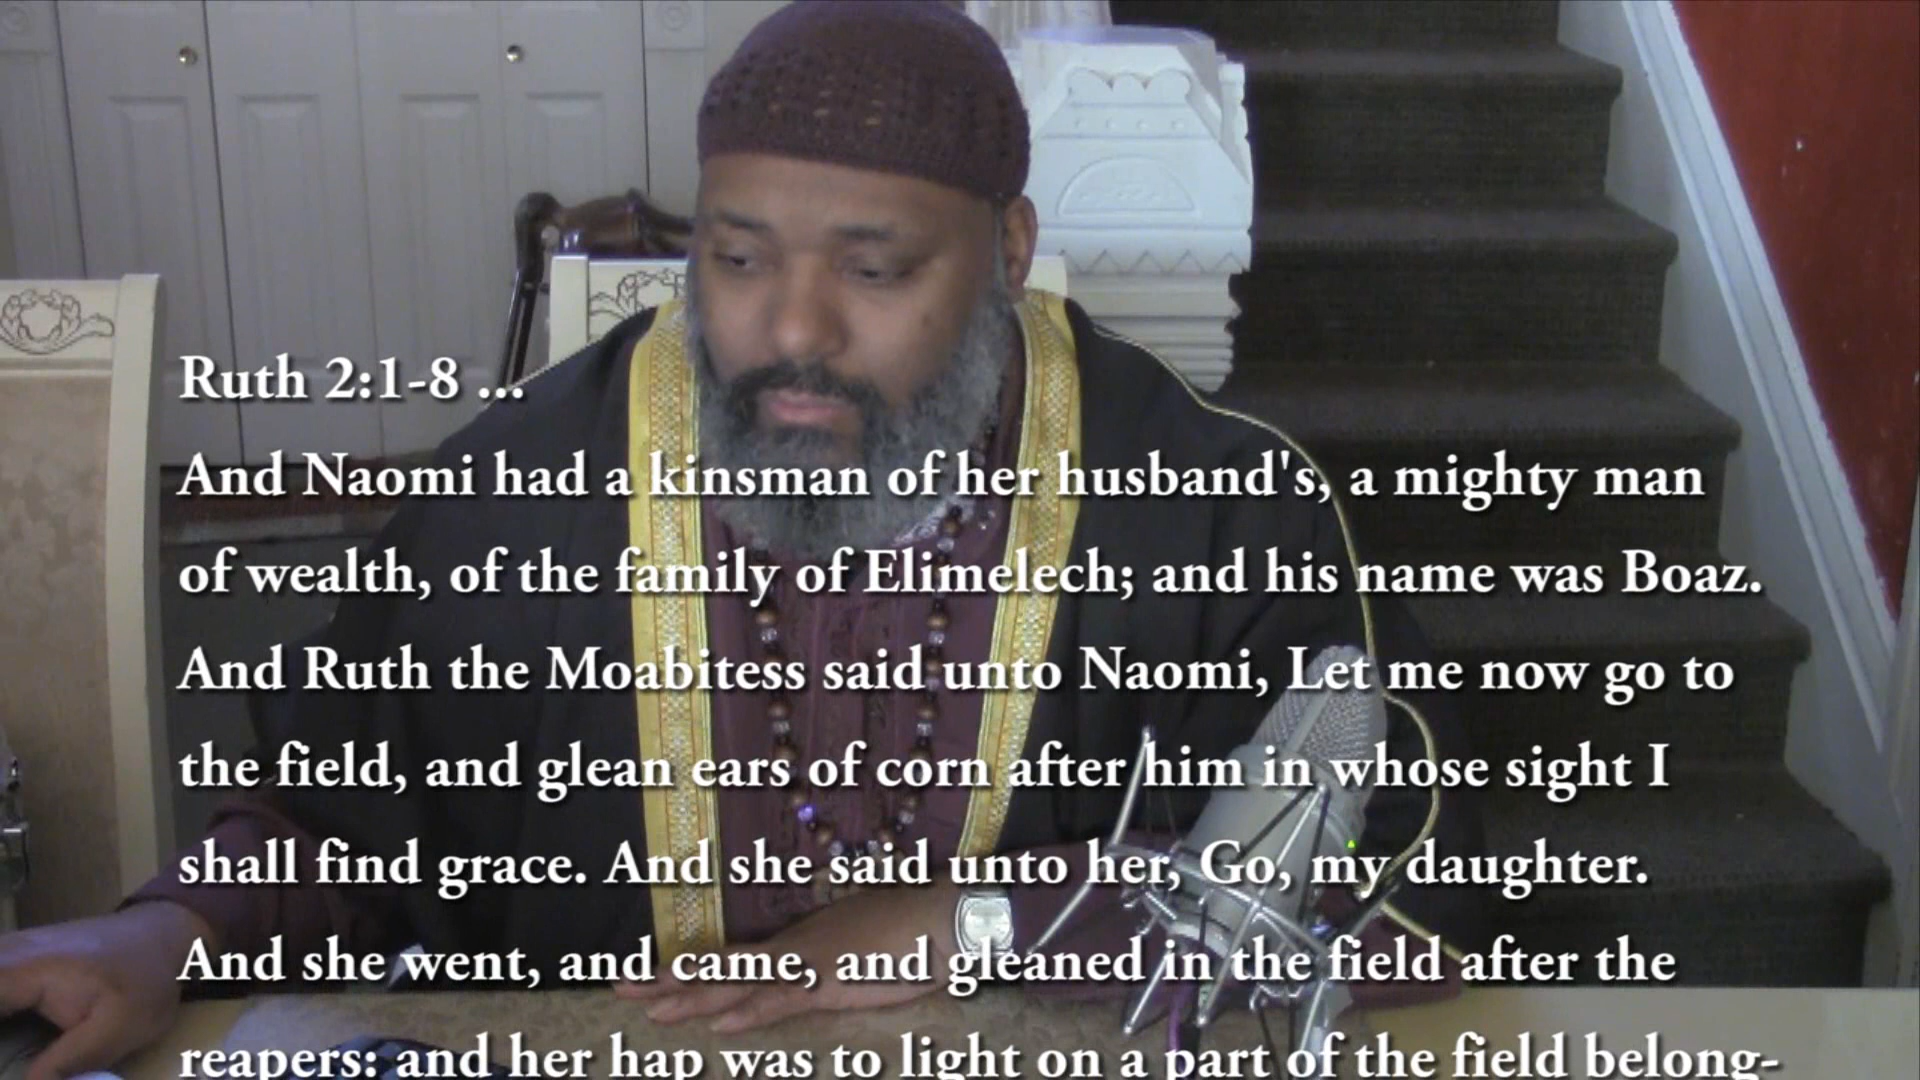 Ruth 2:1-8 ...
And Naomi had a kinsman of her husband's, a mighty man
of wealth, of the family of Elimelech; and his name was Boaz.
And Ruth the Moabitess said unto Naomi, Let me now go to
the field, and glean ears of corn after him in whose sight I
shall find grace. And she said unto her, Go, my daughter.
And she went, and came, and gleaned in the field after the
reapers: and her hap was to light on a part of the field belong-